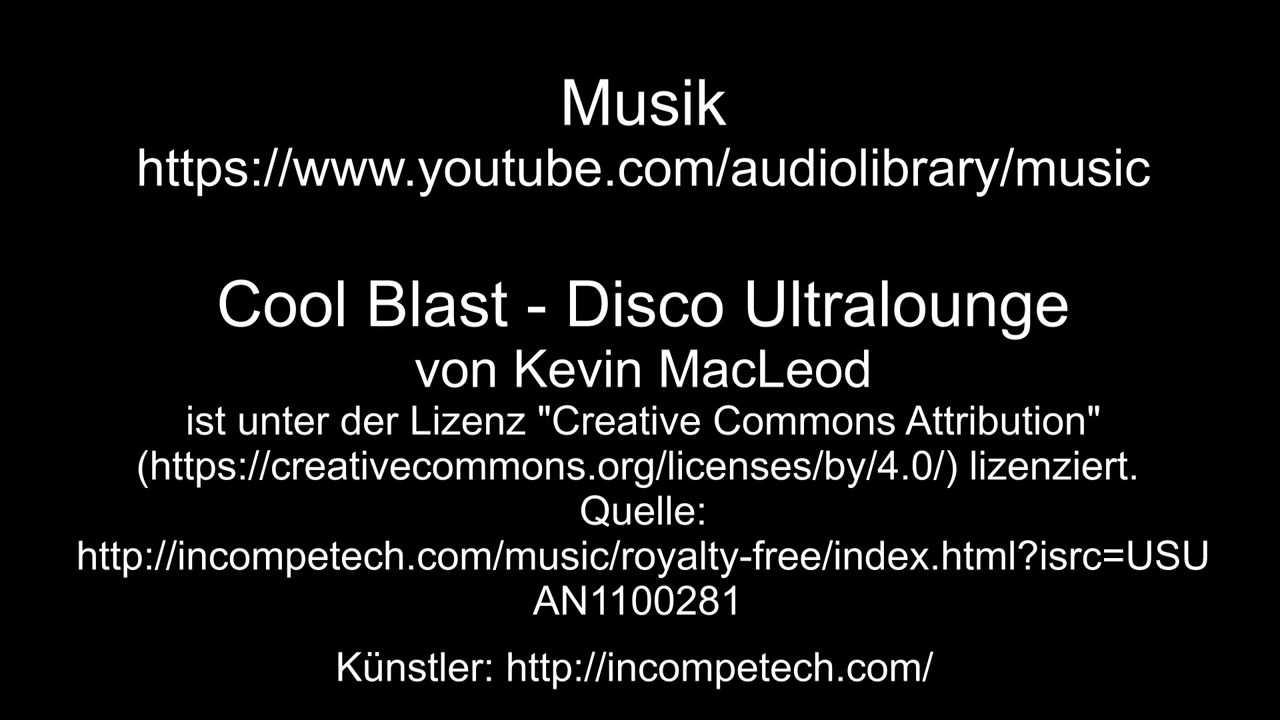 Musik
https://www.youtube.com/audiolibrary/music
Cool Blast - Disco Ultralounge
von Kevin MacLeod
ist unter der Lizenz "Creative Commons Attribution"
(https://creativecommons.org/licenses/by/4.0/) lizenziert.
Quelle:
http://incompetech.com/music/royalty-free/index.html?isrc=USU
AN1100281
Künstler: http://incompetech.com/